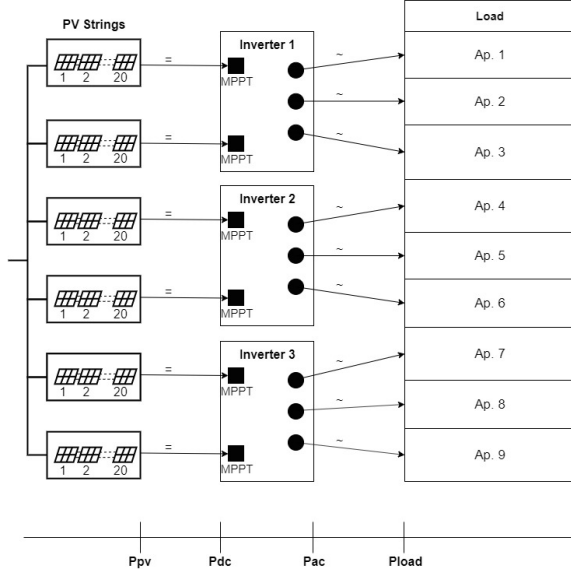 PV Strings
Load
Inverter 1
1 2 20
=
MPPT
~
Ap. 1
~
Ap. 2
1 2 20
=
MPPT
~
Ap. 3
Inverter 2
1 2 20
=
MPPT
~
Ap. 4
~
Ap. 5
1 2 20
=
MPPT
~
Ap. 6
Inverter 3
1 2 20
=
MPPT
~
Ap. 7
~
Ap. 8
1 2 20
=
MPPT
~
Ap. 9
Ppv Pdc Pac Pload